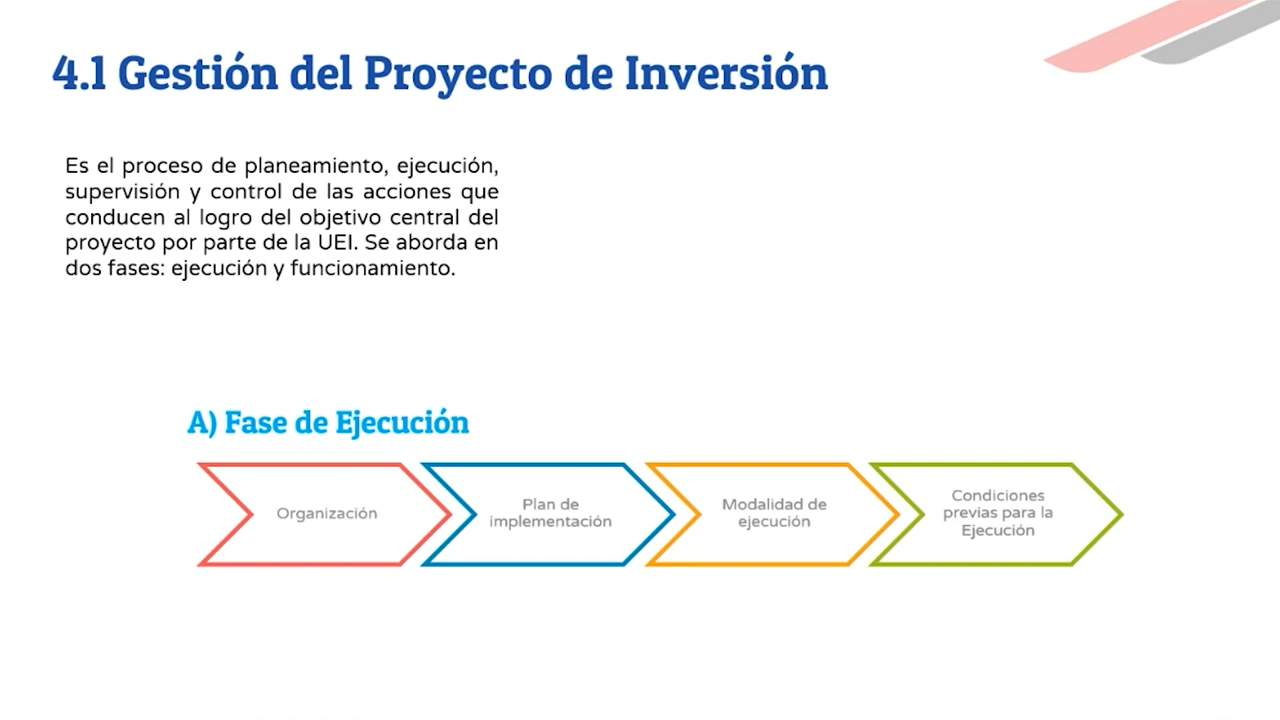 4.1 Gestión del Proyecto de Inversión
Es el proceso de planeamiento, ejecución,
supervisión y control de las acciones que
conducen al logro del objetivo central del
proyecto por parte de la UEI. Se aborda en
dos fases: ejecución y funcionamiento.
A) Fase de Ejecución
Organización
Plan de
implementación
Modalidad de
ejecución
Condiciones
previas para la
Ejecución